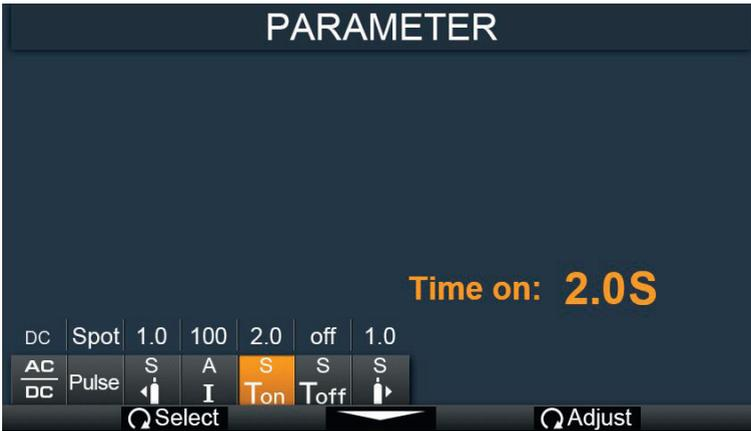 PARAMETER
Time on: 2.0S
DC Spot 1.0 100 2.0 off 1.0
AC DC Pulse S A I S Ton S Toff S
Select Adjust